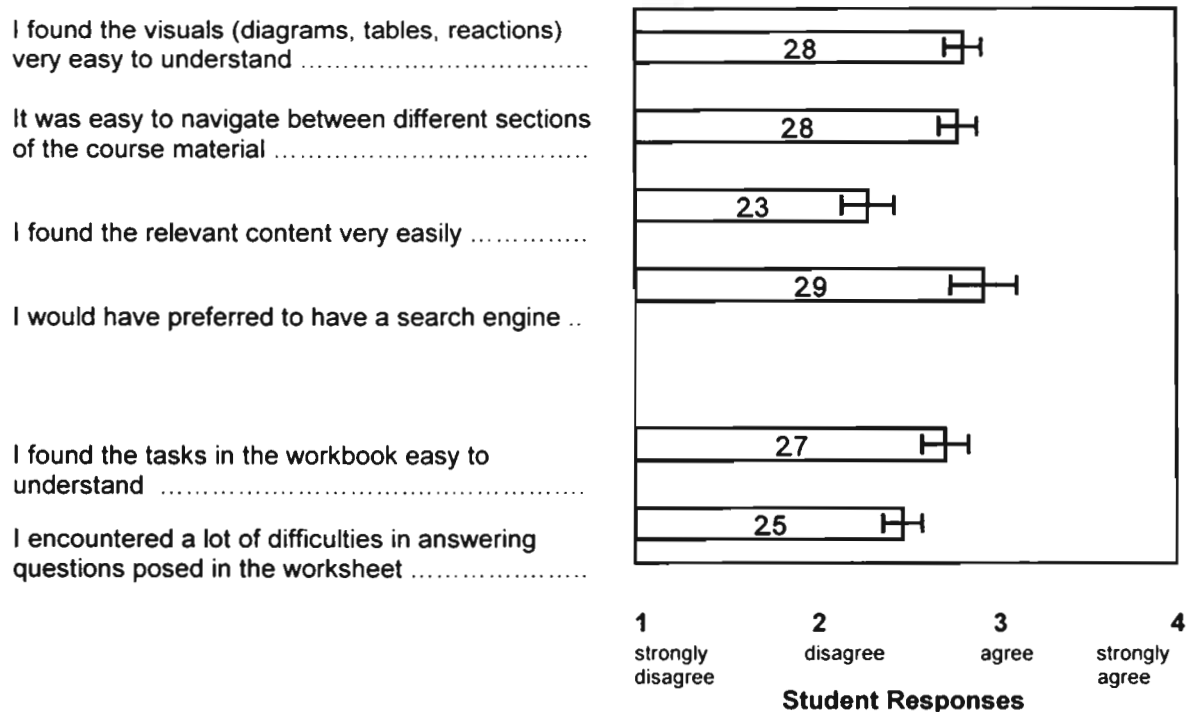 I found the visuals (diagrams, tables, reactions)
very easy to understand ……………………………..
28
It was easy to navigate between different sections
of the course material ………………………………..
28
I found the relevant content very easily …………..
23
I would have preferred to have a search engine ..
29
I found the tasks in the workbook easy to
understand ……………………………………………
27
I encountered a lot of difficulties in answering
questions posed in the worksheet …………………
25
1 2 3 4
strongly disagree agree strongly
disagree agree
Student Responses